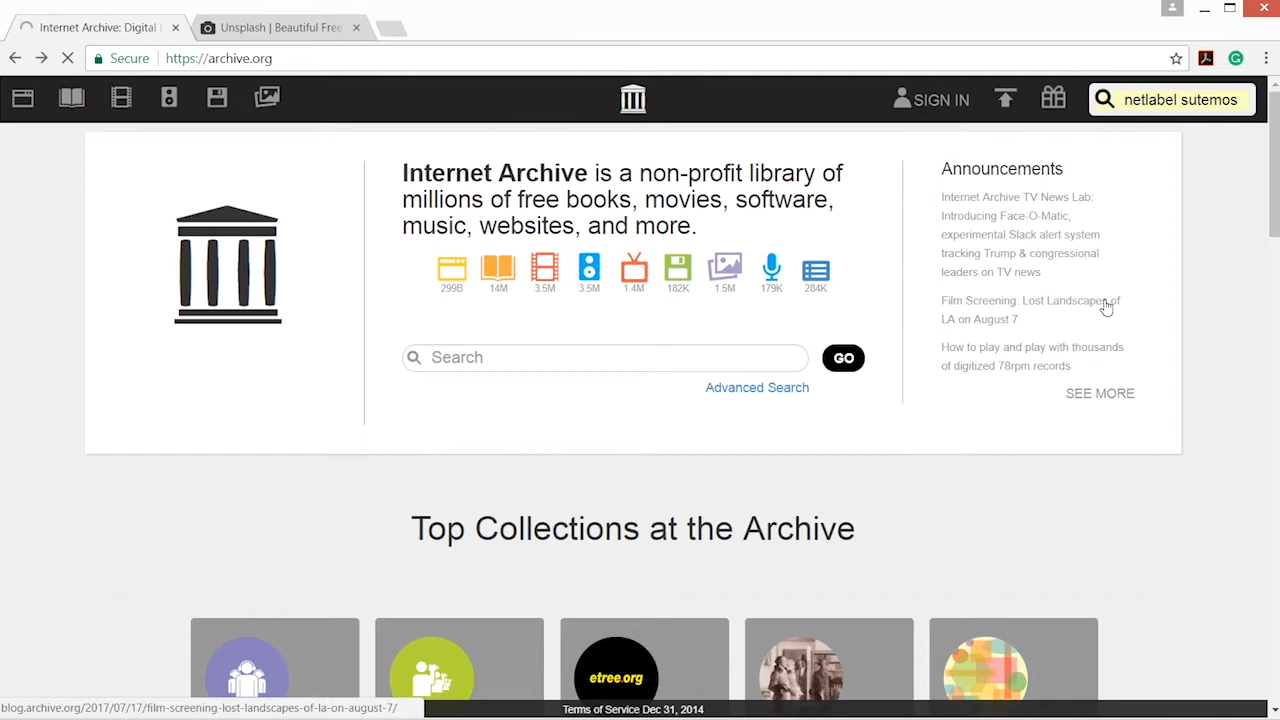 Internet Archive: Digital
Unsplash | Beautiful Free
Secure
https://archive.org
SIGN IN
netlabel sutemos
Internet Archive is a non-profit library of
millions of free books, movies, software,
music, websites, and more.
299B
14M
3.5M
3.5M
1.4M
182K
1.5M
179K
284K
Search
GO
Advanced Search
Announcements
Internet Archive TV News Lab:
Introducing Face-O-Matic,
experimental Slack alert system
tracking Trump & congressional
leaders on TV news
Film Screening: Lost Landscapes of
LA on August 7
How to play and play with thousands
of digitized 78rpm records
SEE MORE
Top Collections at the Archive
etree.org
blog.archive.org/2017/07/17/film-screening-lost-landscapes-of-la-on-august-7/
Terms of Service Dec 31, 2014